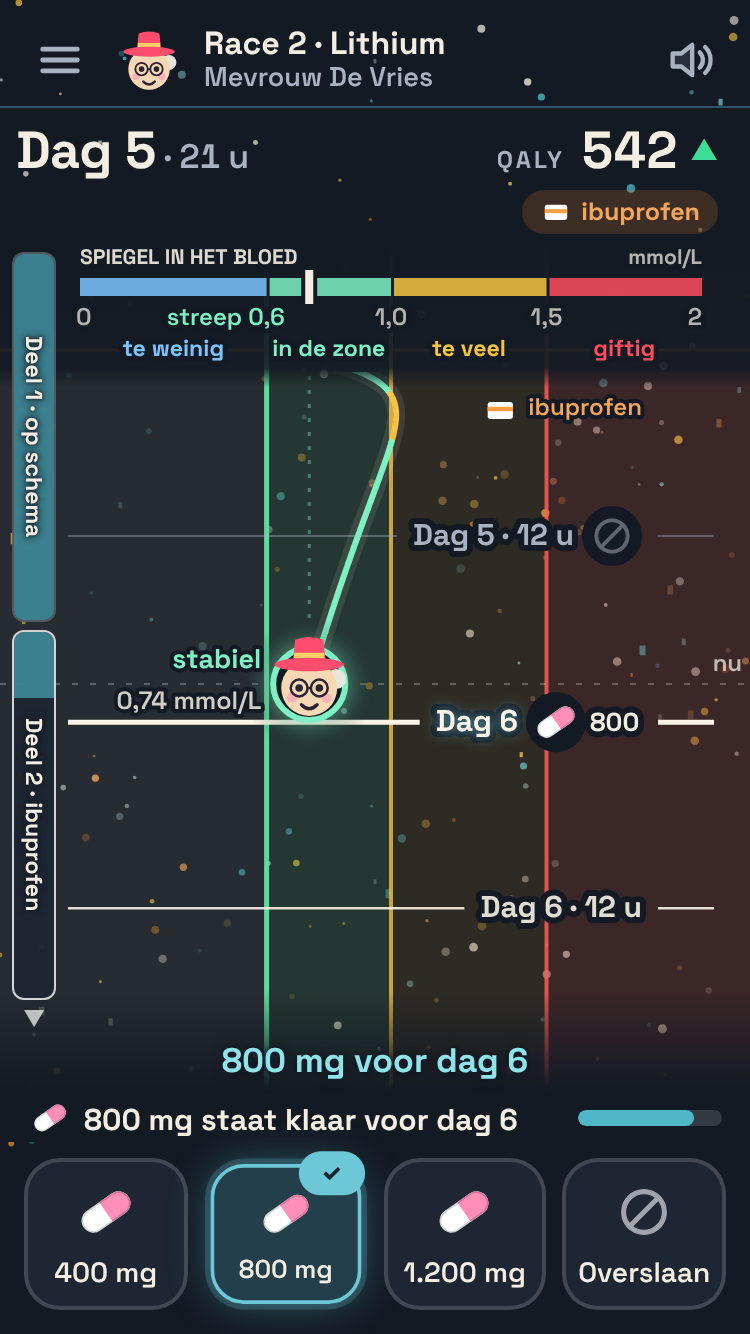 Race 2 · Lithium
Mevrouw De Vries
Dag 5 · 21 u
QALY 542
ibuprofen
SPIEGEL IN HET BLOED mmol/L
0 streep 0,6 1,0 1,5 2
te weinig in de zone te veel giftig
Deel 1 · op schema
ibuprofen
Dag 5 · 12 u
stabiel
nu
0,74 mmol/L
Dag 6 800
Deel 2 · ibuprofen
Dag 6 · 12 u
800 mg voor dag 6
800 mg staat klaar voor dag 6
400 mg 800 mg 1.200 mg Overslaan